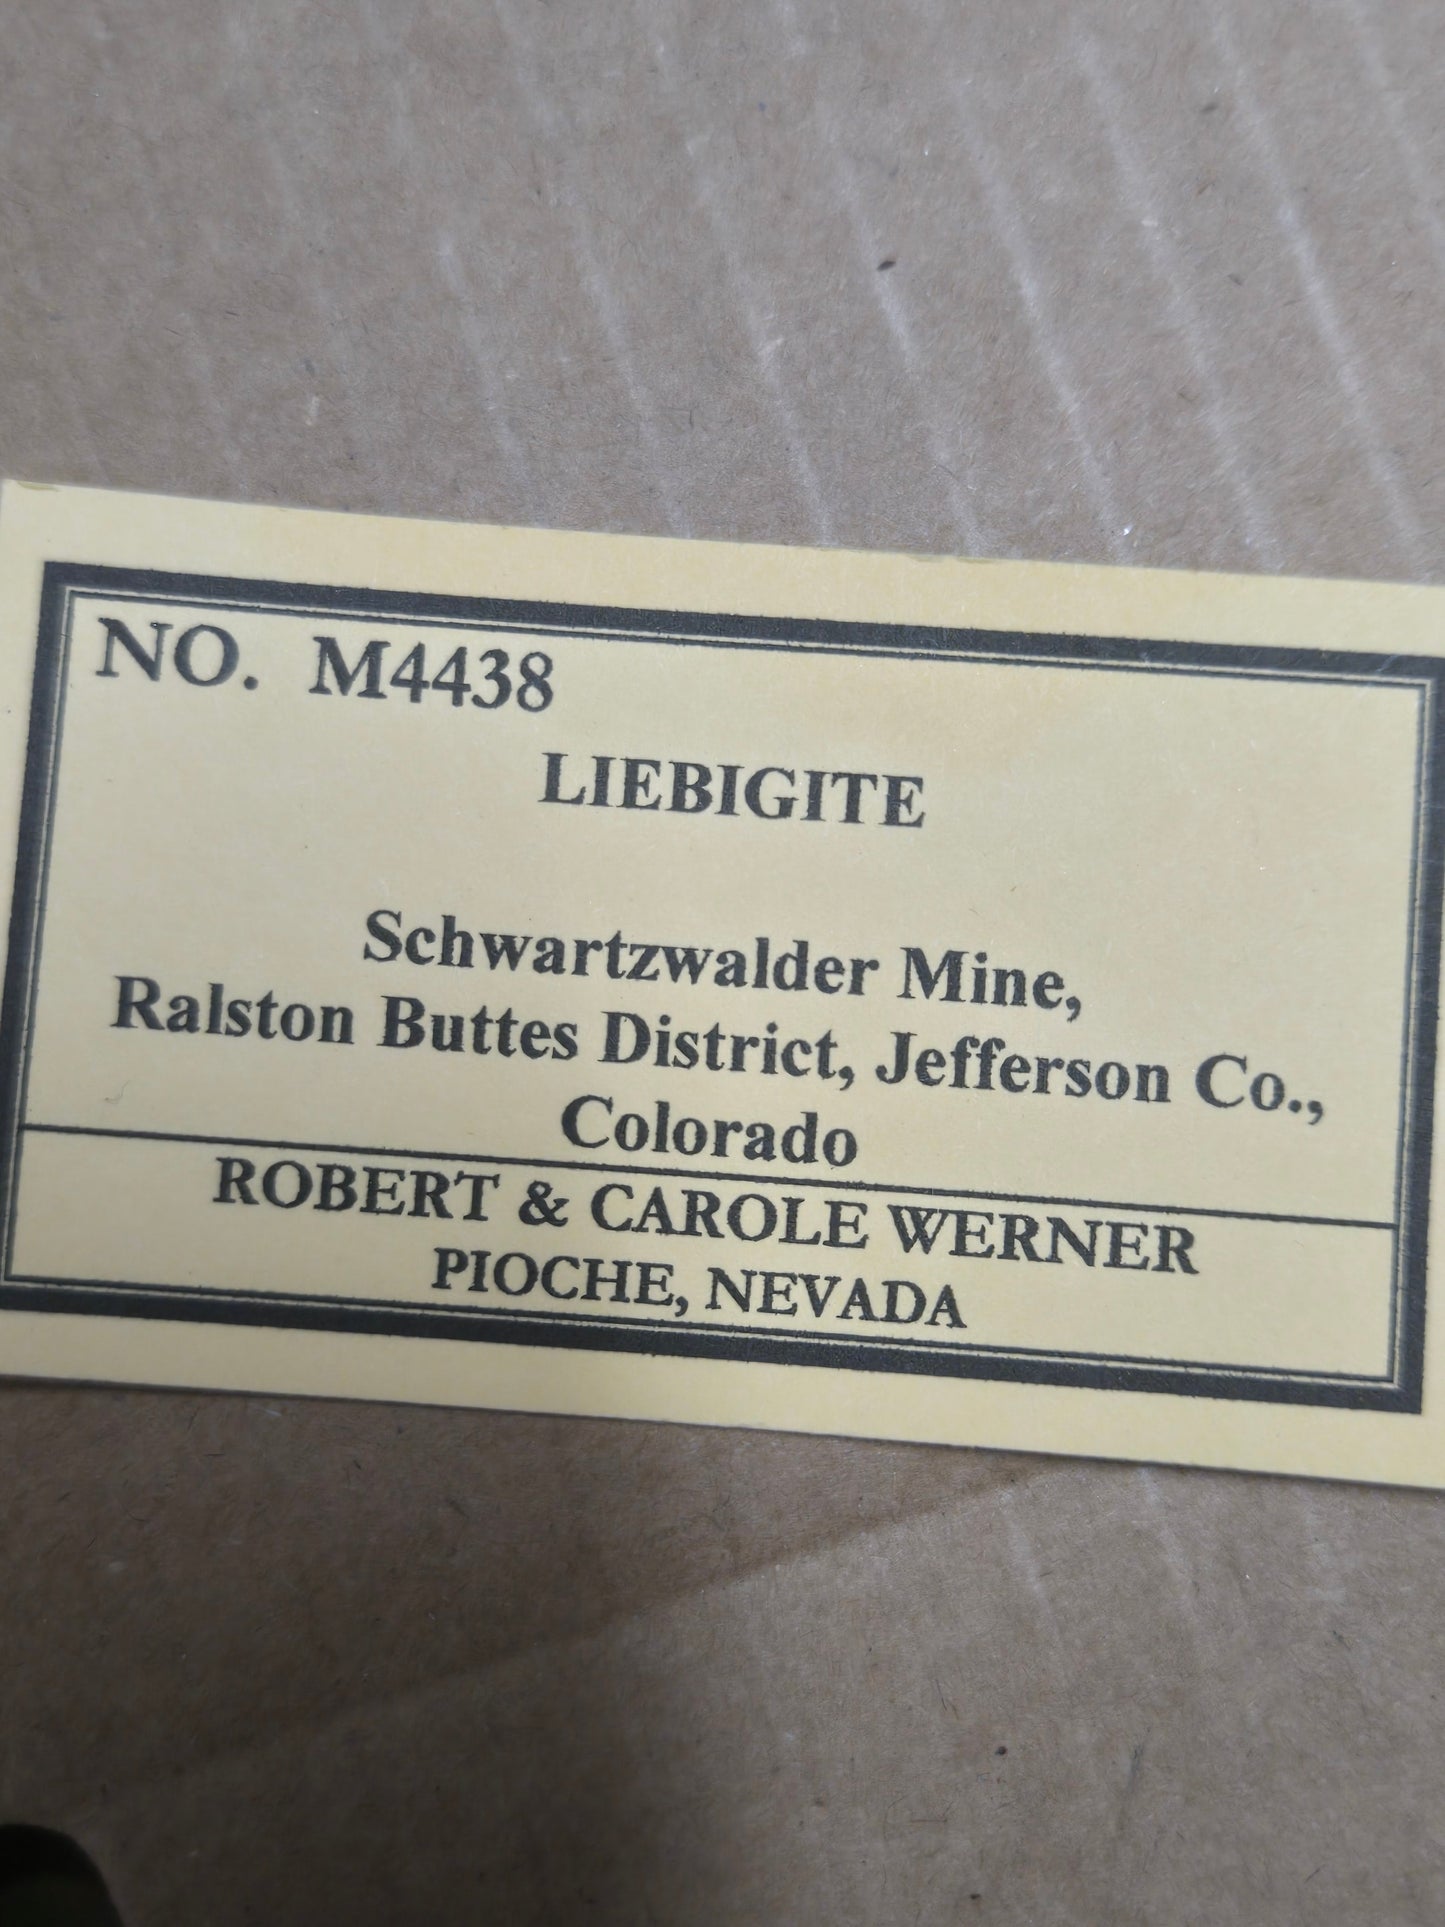 NO. M4438
LIEBIGITE
Schwartzwalder Mine,
Ralston Buttes District, Jefferson Co.,
Colorado
ROBERT & CAROLE WERNER
PIOCHE, NEVADA